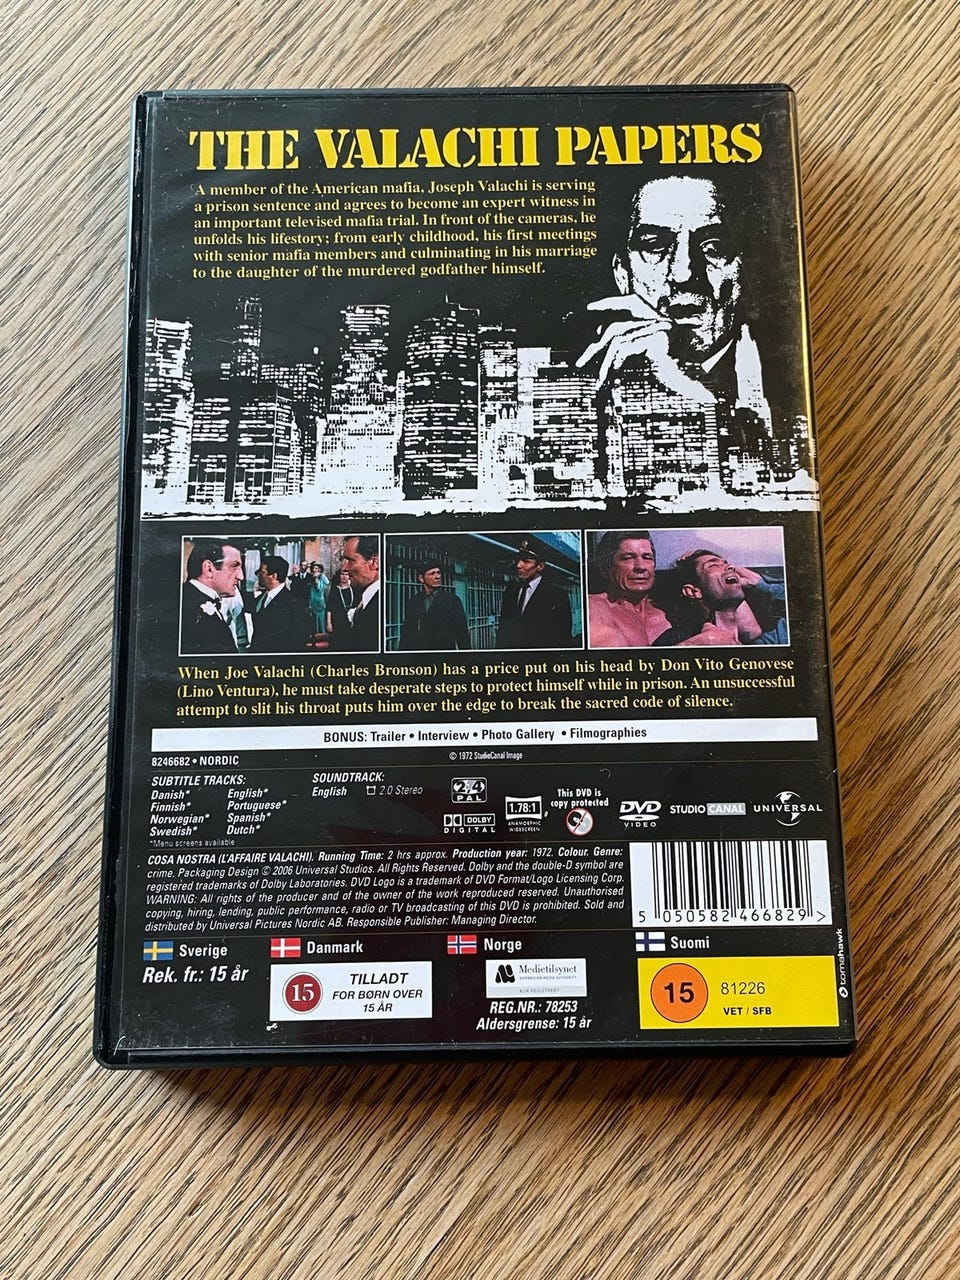 THE VALACHI PAPERS
A member of the American mafia, Joseph Valachi is serving
a prison sentence and agrees to become an expert witness in
an important televised mafia trial. In front of the cameras, he
unfolds his lifestory; from early childhood, his first meetings
with senior mafia members and culminating in his marriage
to the daughter of the murdered godfather himself.
When Joe Valachi (Charles Bronson) has a price put on his head by Don Vito Genovese
(Lino Ventura), he must take desperate steps to protect himself while in prison. An unsuccessful
attempt to slit his throat puts him over the edge to break the sacred code of silence.
BONUS: Trailer • Interview • Photo Gallery • Filmographies
8246682 • NORDIC
© 1972 StudioCanal Image
SUBTITLE TRACKS:
Danish* English*
Finnish* Portuguese*
Norwegian* Spanish*
Swedish* Dutch*
*Menu screens available
SOUNDTRACK:
English 2.0 Stereo
2,4
PAL
DOLBY
DIGITAL
1.78:1
ANAMORPHIC
WIDESCREEN
This DVD is
copy protected
DVD
VIDEO
STUDIO CANAL
UNIVERSAL
COSA NOSTRA (L'AFFAIRE VALACHI). Running Time: 2 hrs approx. Production year: 1972. Colour. Genre:
crime. Packaging Design © 2006 Universal Studios. All Rights Reserved. Dolby and the double-D symbol are
registered trademarks of Dolby Laboratories. DVD Logo is a trademark of DVD Format/Logo Licensing Corp.
WARNING: All rights of the producer and of the owner of the work reproduced reserved. Unauthorised
copying, hiring, lending, public performance, radio or TV broadcasting of this DVD is prohibited. Sold and
distributed by Universal Pictures Nordic AB. Responsible Publisher: Managing Director.
5 050582 466829 >
tomahawk
Sverige
Rek. fr.: 15 år
Danmark
15
TILLADT
FOR BØRN OVER
15 ÅR
Norge
Medietilsynet
NORWEGIAN MEDIA AUTHORITY
KUN REGISTRERT
REG.NR.: 78253
Aldersgrense: 15 år
Suomi
15
81226
VET / SFB